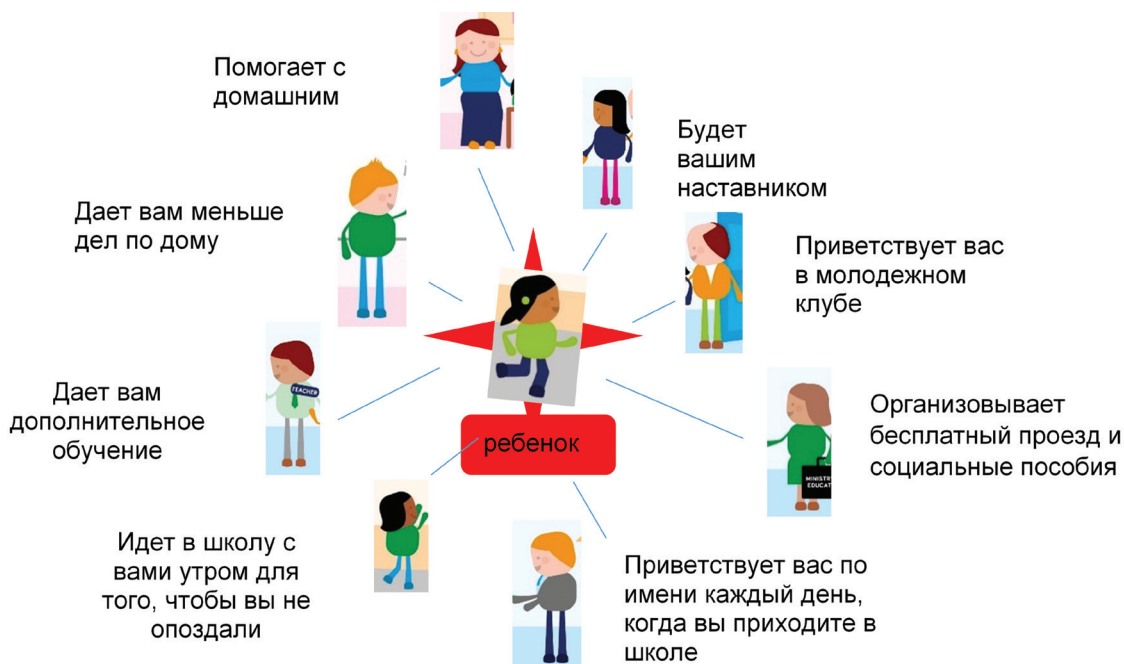 Помогает с
домашним
Будет
вашим
наставником
Дает вам меньше
дел по дому
Приветствует вас
в молодежном
клубе
TEACHER
Дает вам
дополнительное
обучение
ребенок
Организовывает
бесплатный проезд и
социальные пособия
MINISTRY
EDUCAT
Идет в школу с
вами утром для
того, чтобы вы не
опоздали
Приветствует вас по
имени каждый день,
когда вы приходите в
школе